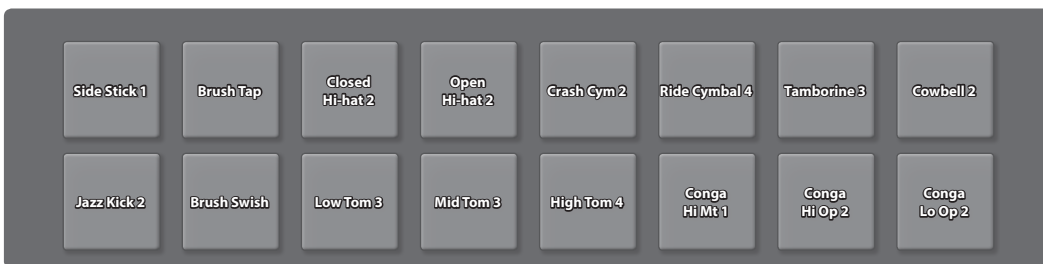 Side Stick 1
Brush Tap
Closed
Hi-hat 2
Open
Hi-hat 2
Crash Cym 2
Ride Cymbal 4
Tamborine 3
Cowbell 2
Jazz Kick 2
Brush Swish
Low Tom 3
Mid Tom 3
High Tom 4
Conga
Hi Mt 1
Conga
Hi Op 2
Conga
Lo Op 2